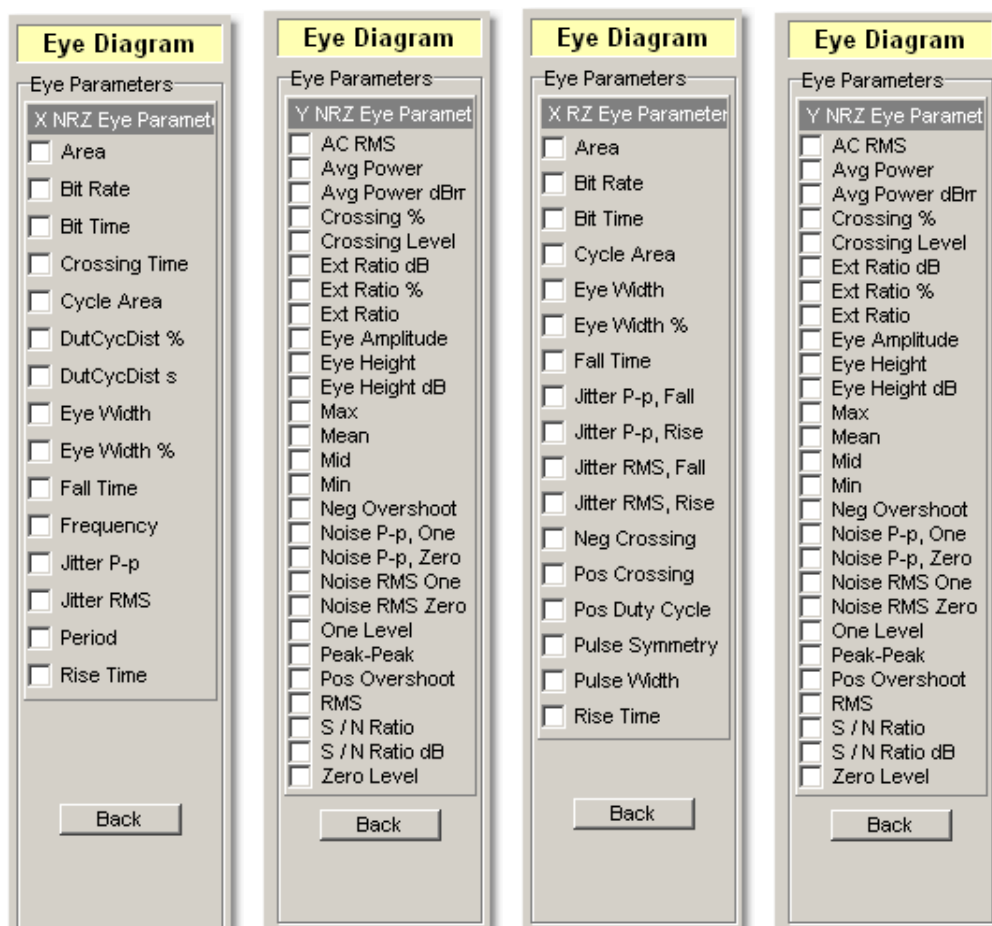 Eye Diagram
Eye Parameters
X NRZ Eye Paramet
Area
Bit Rate
Bit Time
Crossing Time
Cycle Area
DutCycDist %
DutCycDist s
Eye Width
Eye Width %
Fall Time
Frequency
Jitter P-p
Jitter RMS
Period
Rise Time
Back
Eye Diagram
Eye Parameters
Y NRZ Eye Paramet
AC RMS
Avg Power
Avg Power dBm
Crossing %
Crossing Level
Ext Ratio dB
Ext Ratio %
Ext Ratio
Eye Amplitude
Eye Height
Eye Height dB
Max
Mean
Mid
Min
Neg Overshoot
Noise P-p, One
Noise P-p, Zero
Noise RMS One
Noise RMS Zero
One Level
Peak-Peak
Pos Overshoot
RMS
S / N Ratio
S / N Ratio dB
Zero Level
Back
Eye Diagram
Eye Parameters
X RZ Eye Parameter
Area
Bit Rate
Bit Time
Cycle Area
Eye Width
Eye Width %
Fall Time
Jitter P-p, Fall
Jitter P-p, Rise
Jitter RMS, Fall
Jitter RMS, Rise
Neg Crossing
Pos Crossing
Pos Duty Cycle
Pulse Symmetry
Pulse Width
Rise Time
Back
Eye Diagram
Eye Parameters
Y NRZ Eye Paramet
AC RMS
Avg Power
Avg Power dBm
Crossing %
Crossing Level
Ext Ratio dB
Ext Ratio %
Ext Ratio
Eye Amplitude
Eye Height
Eye Height dB
Max
Mean
Mid
Min
Neg Overshoot
Noise P-p, One
Noise P-p, Zero
Noise RMS One
Noise RMS Zero
One Level
Peak-Peak
Pos Overshoot
RMS
S / N Ratio
S / N Ratio dB
Zero Level
Back